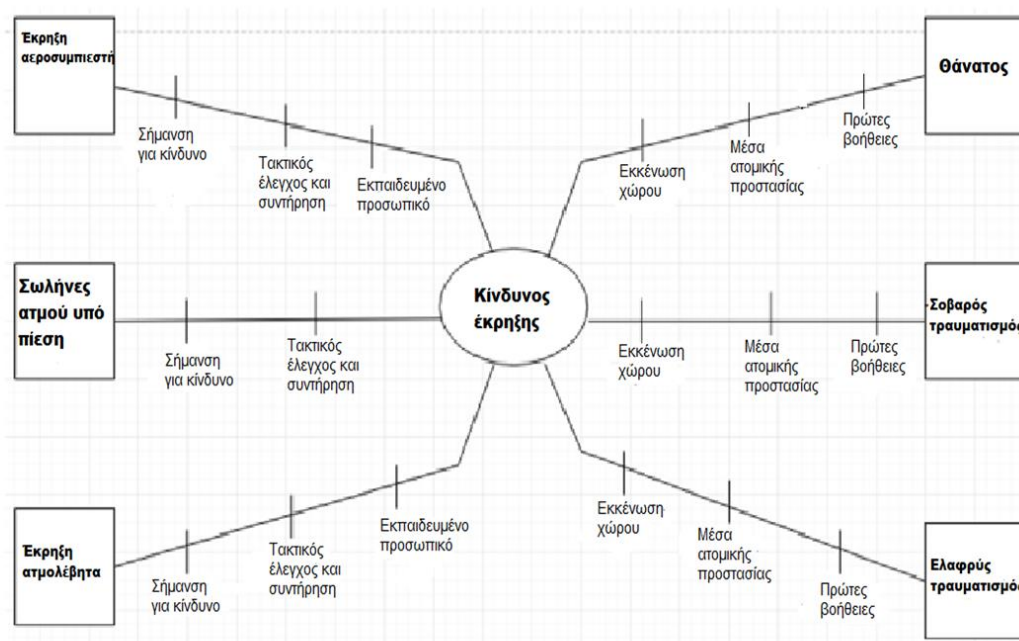 Έκρηξη
αεροσυμπιεστή
Σήμανση
για κίνδυνο
Τακτικός
έλεγχος και
συντήρηση
Εκπαιδευμένο
προσωπικό
Εκκένωση
χώρου
Μέσα
ατομικής
προστασίας
Πρώτες
βοήθειες
Θάνατος
Σωλήνες
ατμού υπό
πίεση
Σήμανση
για κίνδυνο
Τακτικός
έλεγχος και
συντήρηση
Κίνδυνος
έκρηξης
Εκκένωση
χώρου
Μέσα
ατομικής
προστασίας
Πρώτες
βοήθειες
Σοβαρός
τραυματισμός
Έκρηξη
ατμολέβητα
Σήμανση
για κίνδυνο
Τακτικός
έλεγχος και
συντήρηση
Εκπαιδευμένο
προσωπικό
Εκκένωση
χώρου
Μέσα
ατομικής
προστασίας
Πρώτες
βοήθειες
Ελαφρύς
τραυματισμός